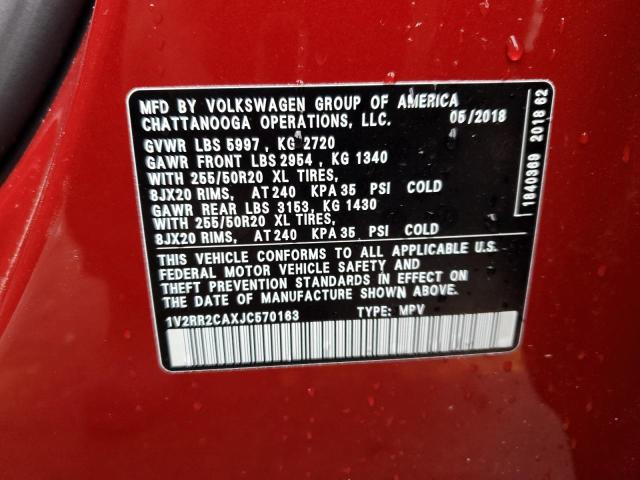 MFD BY VOLKSWAGEN GROUP OF AMERICA
CHATTANOOGA OPERATIONS, LLC. 05/2018
GVWR LBS 5997 , KG 2720
GAWR FRONT LBS 2954 , KG 1340
WITH 255/50R20 XL TIRES,
8JX20 RIMS, AT 240 KPA 35 PSI COLD
GAWR REAR LBS 3153, KG 1430
WITH 255/50R20 XL TIRES,
8JX20 RIMS, AT 240 KPA 35 PSI COLD
THIS VEHICLE CONFORMS TO ALL APPLICABLE U.S.
FEDERAL MOTOR VEHICLE SAFETY AND
THEFT PREVENTION STANDARDS IN EFFECT ON
THE DATE OF MANUFACTURE SHOWN ABOVE.
1V2RR2CAXJC570163 TYPE: MPV
1840369 2018 62